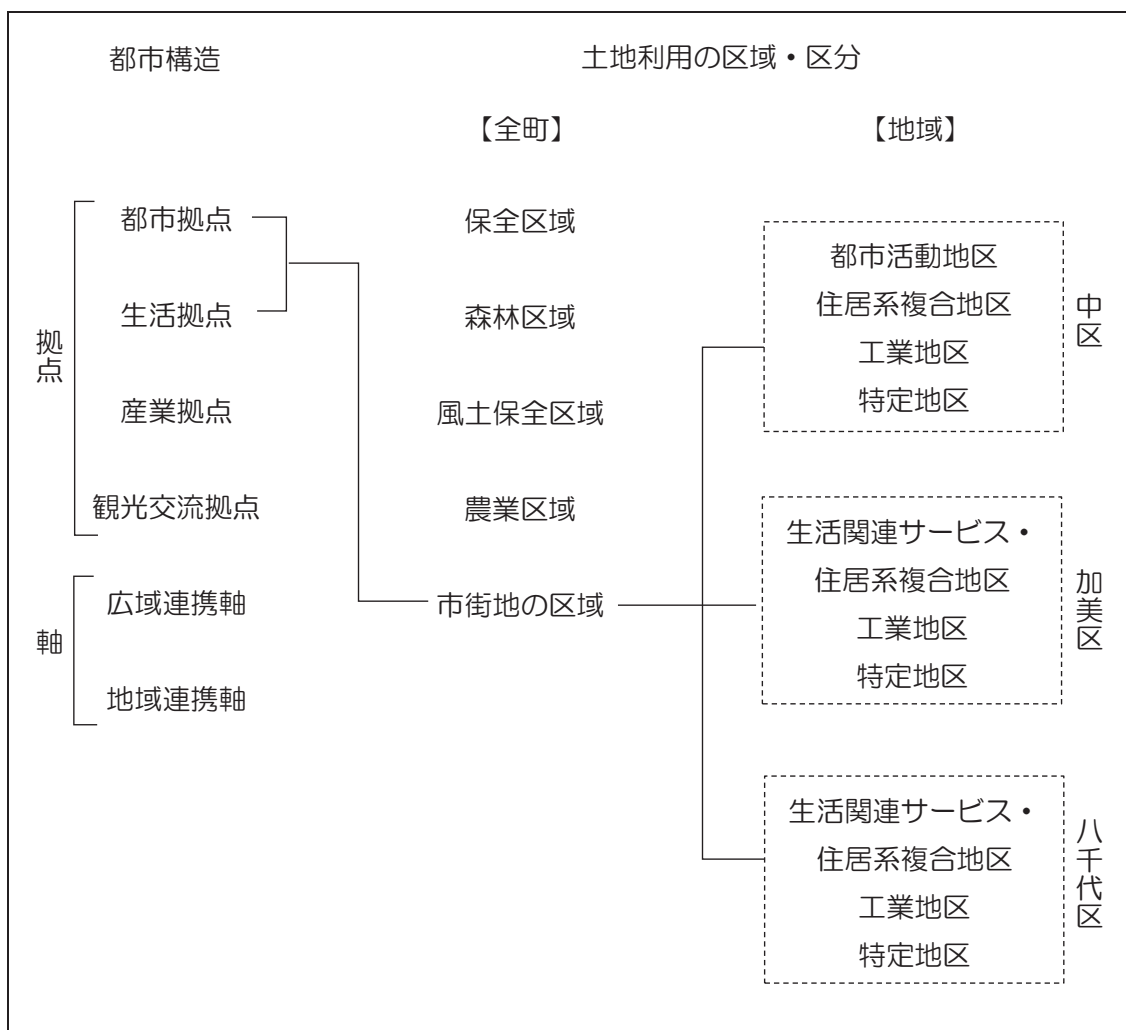 都市構造
土地利用の区域・区分
【全町】
【地域】
拠点
都市拠点
生活拠点
産業拠点
観光交流拠点
軸
広域連携軸
地域連携軸
保全区域
森林区域
風土保全区域
農業区域
市街地の区域
都市活動地区
住居系複合地区
工業地区
特定地区
中区
生活関連サービス・
住居系複合地区
工業地区
特定地区
加美区
生活関連サービス・
住居系複合地区
工業地区
特定地区
八千代区